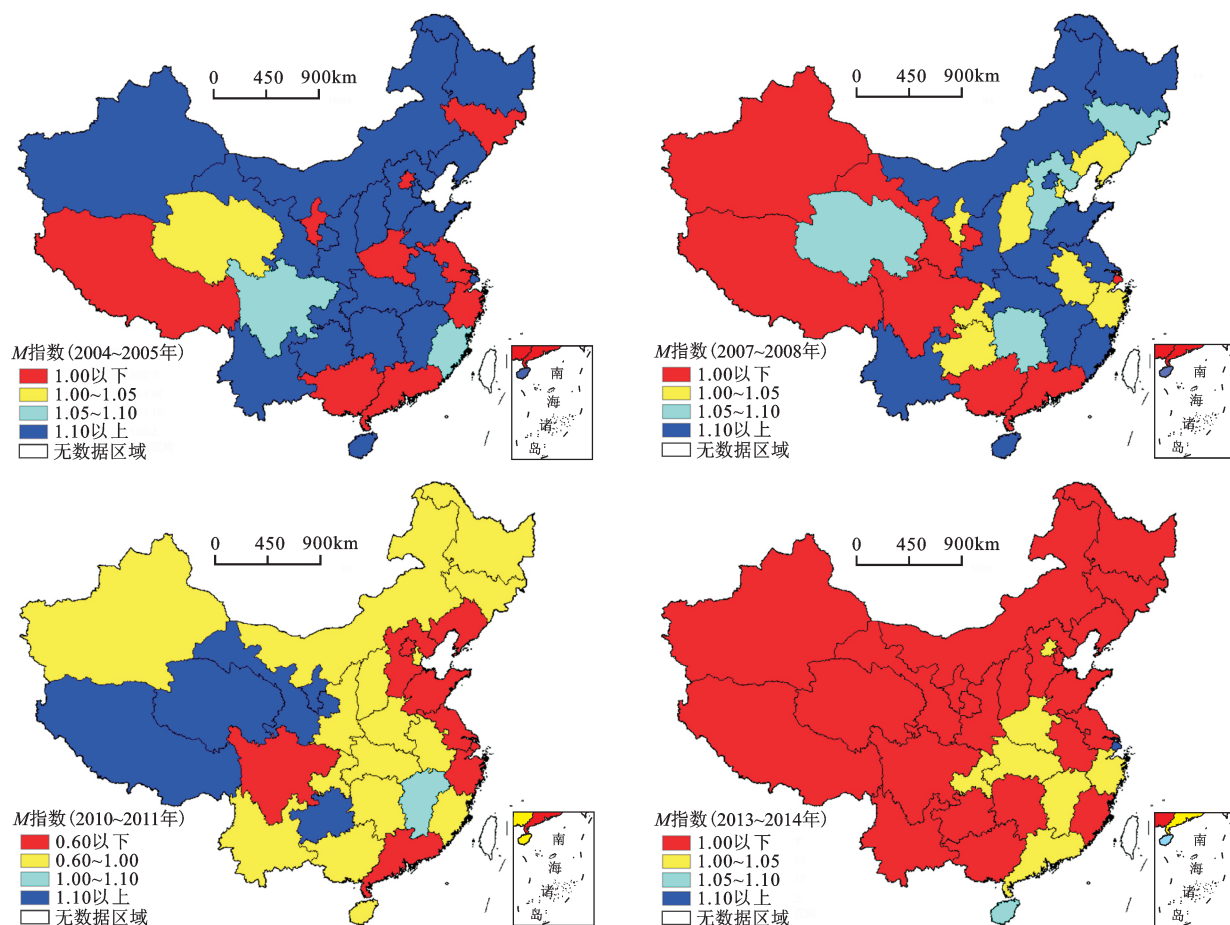 0 450 900km
M指数(2004~2005年)
1.00以下
1.00~1.05
1.05~1.10
1.10以上
无数据区域
南
海
诸
岛
0 450 900km
M指数(2007~2008年)
1.00以下
1.00~1.05
1.05~1.10
1.10以上
无数据区域
南
海
诸
岛
0 450 900km
M指数(2010~2011年)
0.60以下
0.60~1.00
1.00~1.10
1.10以上
无数据区域
南
海
诸
岛
0 450 900km
M指数(2013~2014年)
1.00以下
1.00~1.05
1.05~1.10
1.10以上
无数据区域
南
海
诸
岛